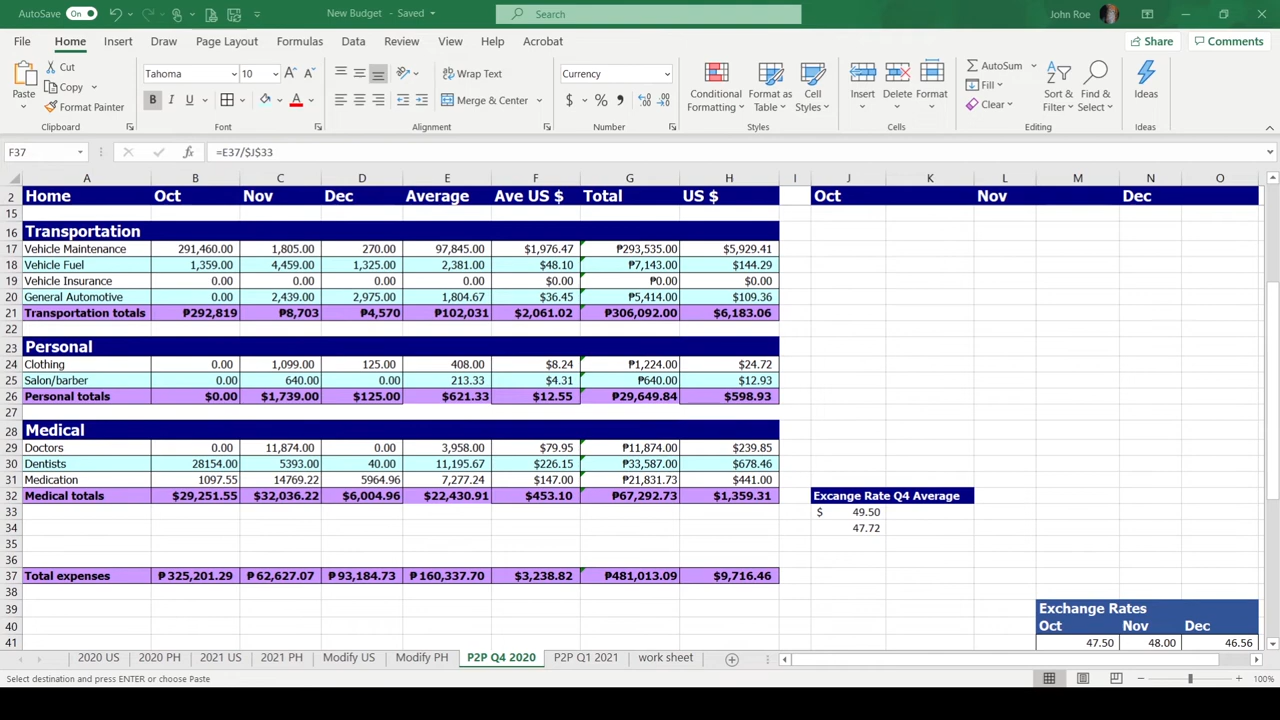 AutoSave On New Budget - Saved Search John Roe
File Home Insert Draw Page Layout Formulas Data Review View Help Acrobat Share Comments
Paste Cut Copy Format Painter Clipboard
Tahoma 10 B I U A Font
Wrap Text Merge & Center Alignment
Currency $ % Number
Conditional Formatting Format as Table Cell Styles Styles
Insert Delete Format Cells
AutoSum Fill Clear Sort & Filter Find & Select Editing
Ideas Ideas
F37 fx =E37/$J$33
A B C D E F G H I J K L M N O
2 Home Oct Nov Dec Average Ave US $ Total US $ Oct Nov Dec
15
16 Transportation
17 Vehicle Maintenance 291,460.00 1,805.00 270.00 97,845.00 $1,976.47 ₱293,535.00 $5,929.41
18 Vehicle Fuel 1,359.00 4,459.00 1,325.00 2,381.00 $48.10 ₱7,143.00 $144.29
19 Vehicle Insurance 0.00 0.00 0.00 0.00 $0.00 ₱0.00 $0.00
20 General Automotive 0.00 2,439.00 2,975.00 1,804.67 $36.45 ₱5,414.00 $109.36
21 Transportation totals ₱292,819 ₱8,703 ₱4,570 ₱102,031 $2,061.02 ₱306,092.00 $6,183.06
22
23 Personal
24 Clothing 0.00 1,099.00 125.00 408.00 $8.24 ₱1,224.00 $24.72
25 Salon/barber 0.00 640.00 0.00 213.33 $4.31 ₱640.00 $12.93
26 Personal totals $0.00 $1,739.00 $125.00 $621.33 $12.55 ₱29,649.84 $598.93
27
28 Medical
29 Doctors 0.00 11,874.00 0.00 3,958.00 $79.95 ₱11,874.00 $239.85
30 Dentists 28154.00 5393.00 40.00 11,195.67 $226.15 ₱33,587.00 $678.46
31 Medication 1097.55 14769.22 5964.96 7,277.24 $147.00 ₱21,831.73 $441.00
32 Medical totals $29,251.55 $32,036.22 $6,004.96 $22,430.91 $453.10 ₱67,292.73 $1,359.31 Excange Rate Q4 Average
33 $ 49.50
34 47.72
35
36
37 Total expenses ₱ 325,201.29 ₱ 62,627.07 ₱ 93,184.73 ₱ 160,337.70 $3,238.82 ₱481,013.09 $9,716.46
38
39 Exchange Rates
40 Oct Nov Dec
41 47.50 48.00 46.56
2020 US 2020 PH 2021 US 2021 PH Modify US Modify PH P2P Q4 2020 P2P Q1 2021 work sheet
Select destination and press ENTER or choose Paste 100%